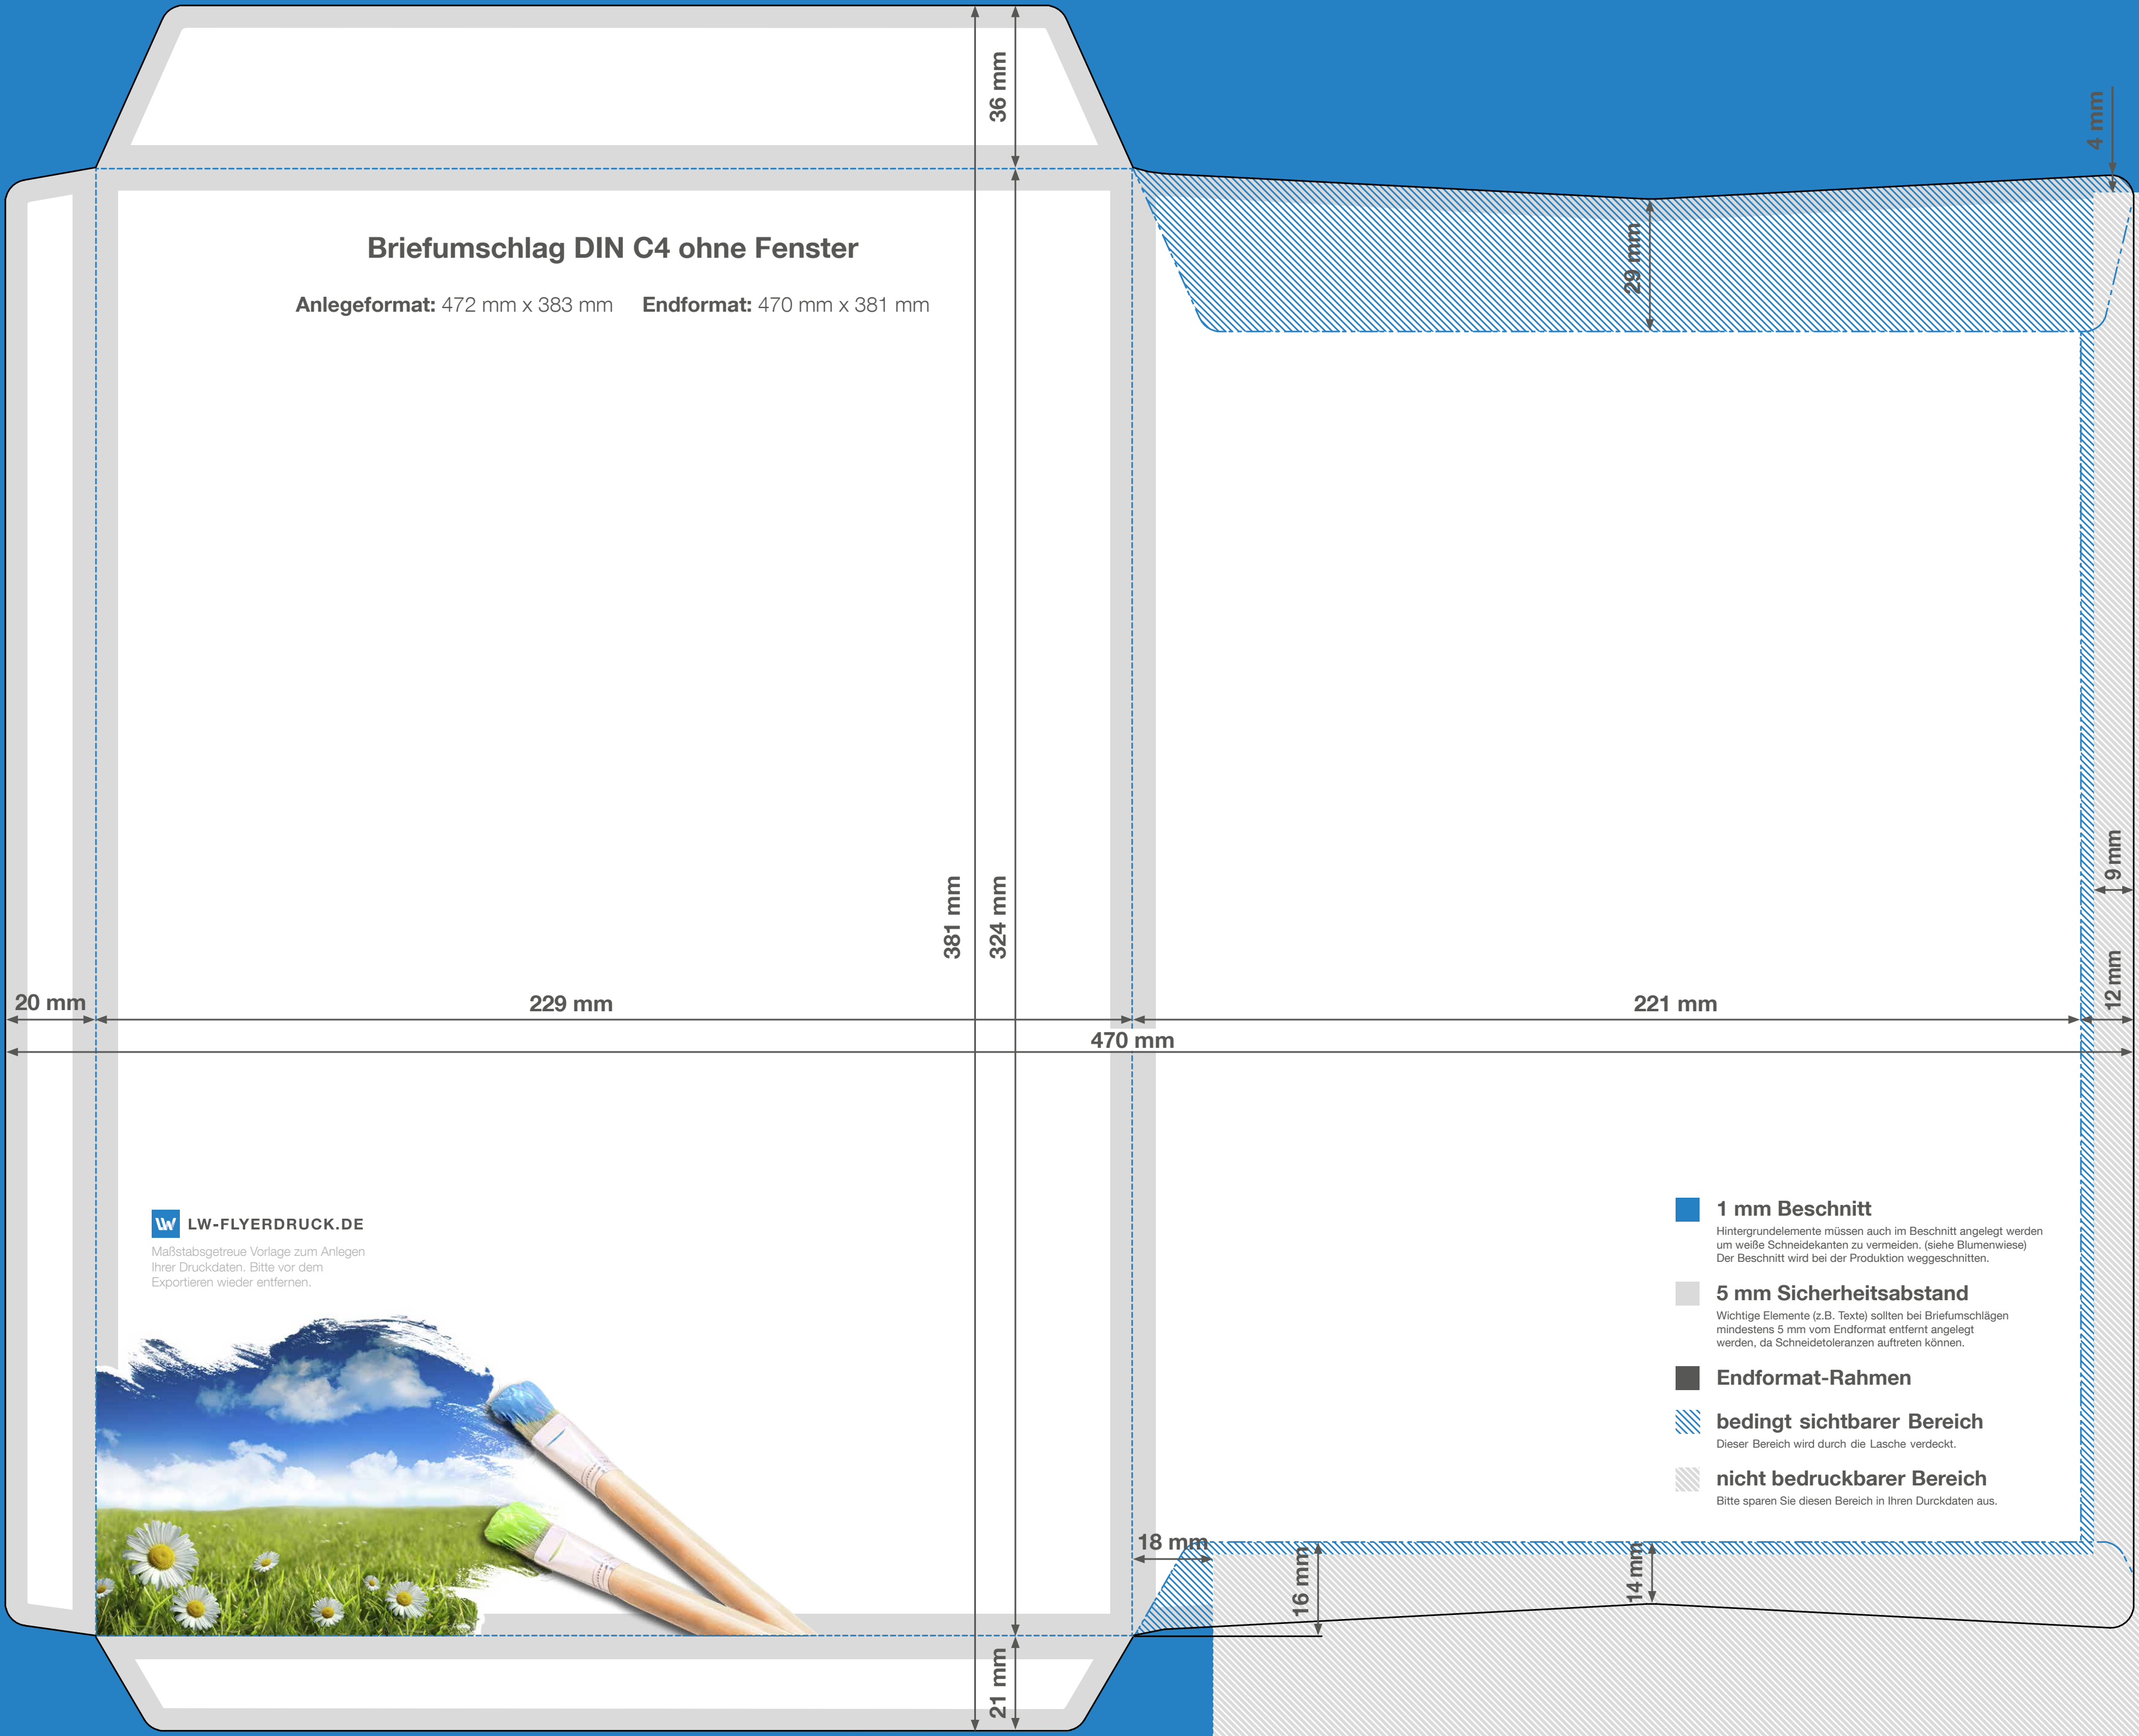 36 mm
4 mm
Briefumschlag DIN C4 ohne Fenster
29 mm
Anlegeformat: 472 mm x 383 mm Endformat: 470 mm x 381 mm
9 mm
381 mm
324 mm
12 mm
20 mm
229 mm
221 mm
470 mm
LW LW-FLYERDRUCK.DE
Maßstabsgetreue Vorlage zum Anlegen
Ihrer Druckdaten. Bitte vor dem
Exportieren wieder entfernen.
1 mm Beschnitt
Hintergrundelemente müssen auch im Beschnitt angelegt werden
um weiße Schneidekanten zu vermeiden. (siehe Blumenwiese)
Der Beschnitt wird bei der Produktion weggeschnitten.
5 mm Sicherheitsabstand
Wichtige Elemente (z.B. Texte) sollten bei Briefumschlägen
mindestens 5 mm vom Endformat entfernt angelegt
werden, da Schneidetoleranzen auftreten können.
Endformat-Rahmen
bedingt sichtbarer Bereich
Dieser Bereich wird durch die Lasche verdeckt.
nicht bedruckbarer Bereich
Bitte sparen Sie diesen Bereich in Ihren Durckdaten aus.
18 mm
16 mm
14 mm
21 mm